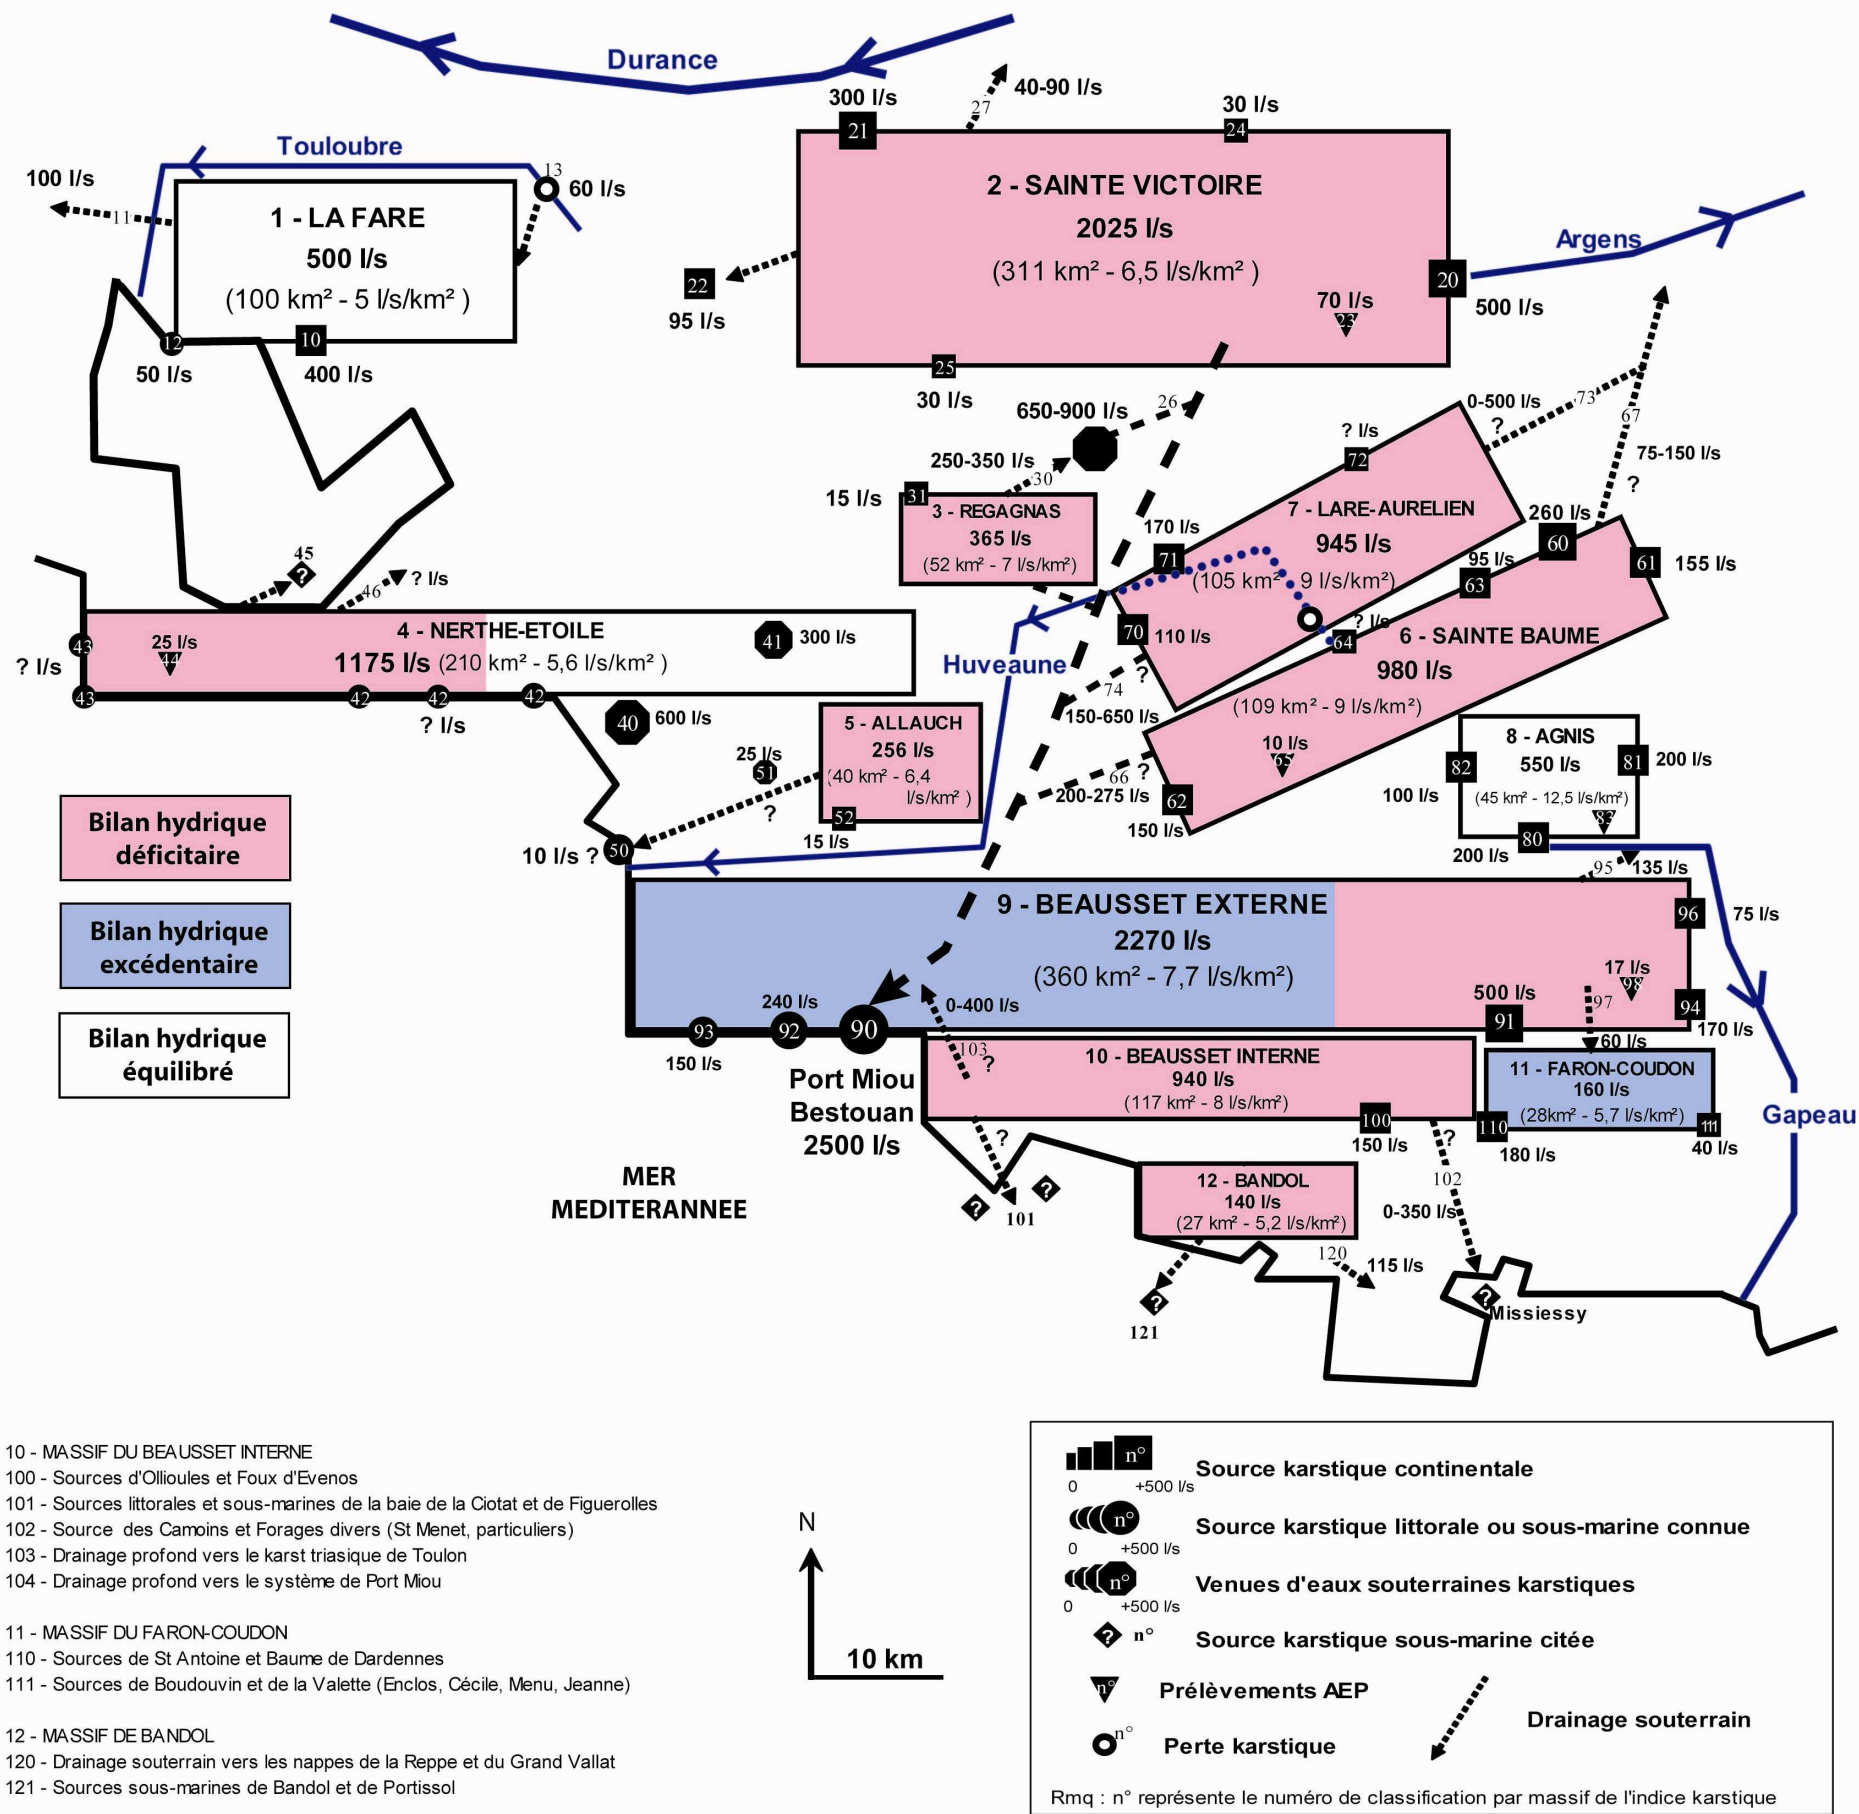 Durance
300 l/s
21
27
40-90 l/s
30 l/s
24
Touloubre
13
60 l/s
100 l/s
11
1 - LA FARE
500 l/s
(100 km² - 5 l/s/km² )
12
50 l/s
10
400 l/s
2 - SAINTE VICTOIRE
2025 l/s
(311 km² - 6,5 l/s/km² )
70 l/s
23
22
95 l/s
20
500 l/s
Argens
25
30 l/s
650-900 l/s
26
250-350 l/s
30
15 l/s
31
3 - REGAGNAS
365 l/s
(52 km² - 7 l/s/km²)
0-500 l/s
?
73
67
75-150 l/s
?
? l/s
72
7 - LARE-AURELIEN
945 l/s
(105 km² 9 l/s/km²)
170 l/s
71
70
110 l/s
260 l/s
60
95 l/s
63
61
155 l/s
? l/s
64
6 - SAINTE BAUME
980 l/s
(109 km² - 9 l/s/km²)
10 l/s
65
74
?
150-650 l/s
66
?
200-275 l/s
62
150 l/s
Huveaune
45
?
46
? l/s
4 - NERTHE-ETOILE
1175 l/s (210 km² - 5,6 l/s/km² )
25 l/s
44
41
300 l/s
43
? l/s
43
42
42
42
? l/s
40
600 l/s
5 - ALLAUCH
256 l/s
(40 km² - 6,4
l/s/km² )
25 l/s
51
?
52
15 l/s
10 l/s ?
50
8 - AGNIS
550 l/s
(45 km² - 12,5 l/s/km²)
82
100 l/s
81
200 l/s
83
80
200 l/s
95
135 l/s
Bilan hydrique
déficitaire
Bilan hydrique
excédentaire
Bilan hydrique
équilibré
9 - BEAUSSET EXTERNE
2270 l/s
(360 km² - 7,7 l/s/km²)
96
75 l/s
17 l/s
98
97
94
170 l/s
500 l/s
91
60 l/s
240 l/s
93
92
90
150 l/s
0-400 l/s
103
?
Port Miou
Bestouan
2500 l/s
10 - BEAUSSET INTERNE
940 l/s
(117 km² - 8 l/s/km²)
100
150 l/s
11 - FARON-COUDON
160 l/s
(28km² - 5,7 l/s/km²)
110
180 l/s
111
40 l/s
Gapeau
MER
MEDITERANNEE
?
?
?
101
12 - BANDOL
140 l/s
(27 km² - 5,2 l/s/km²)
?
102
0-350 l/s
120
115 l/s
?
121
?
Missiessy
10 - MASSIF DU BEAUSSET INTERNE
100 - Sources d'Ollioules et Foux d'Evenos
101 - Sources littorales et sous-marines de la baie de la Ciotat et de Figuerolles
102 - Source des Camoins et Forages divers (St Menet, particuliers)
103 - Drainage profond vers le karst triasique de Toulon
104 - Drainage profond vers le système de Port Miou
11 - MASSIF DU FARON-COUDON
110 - Sources de St Antoine et Baume de Dardennes
111 - Sources de Boudouvin et de la Valette (Enclos, Cécile, Menu, Jeanne)
12 - MASSIF DE BANDOL
120 - Drainage souterrain vers les nappes de la Reppe et du Grand Vallat
121 - Sources sous-marines de Bandol et de Portissol
N
10 km
n°
0 +500 l/s
Source karstique continentale
n°
0 +500 l/s
Source karstique littorale ou sous-marine connue
n°
0 +500 l/s
Venues d'eaux souterraines karstiques
? n°
Source karstique sous-marine citée
n°
Prélèvements AEP
n°
Perte karstique
Drainage souterrain
Rmq : n° représente le numéro de classification par massif de l'indice karstique